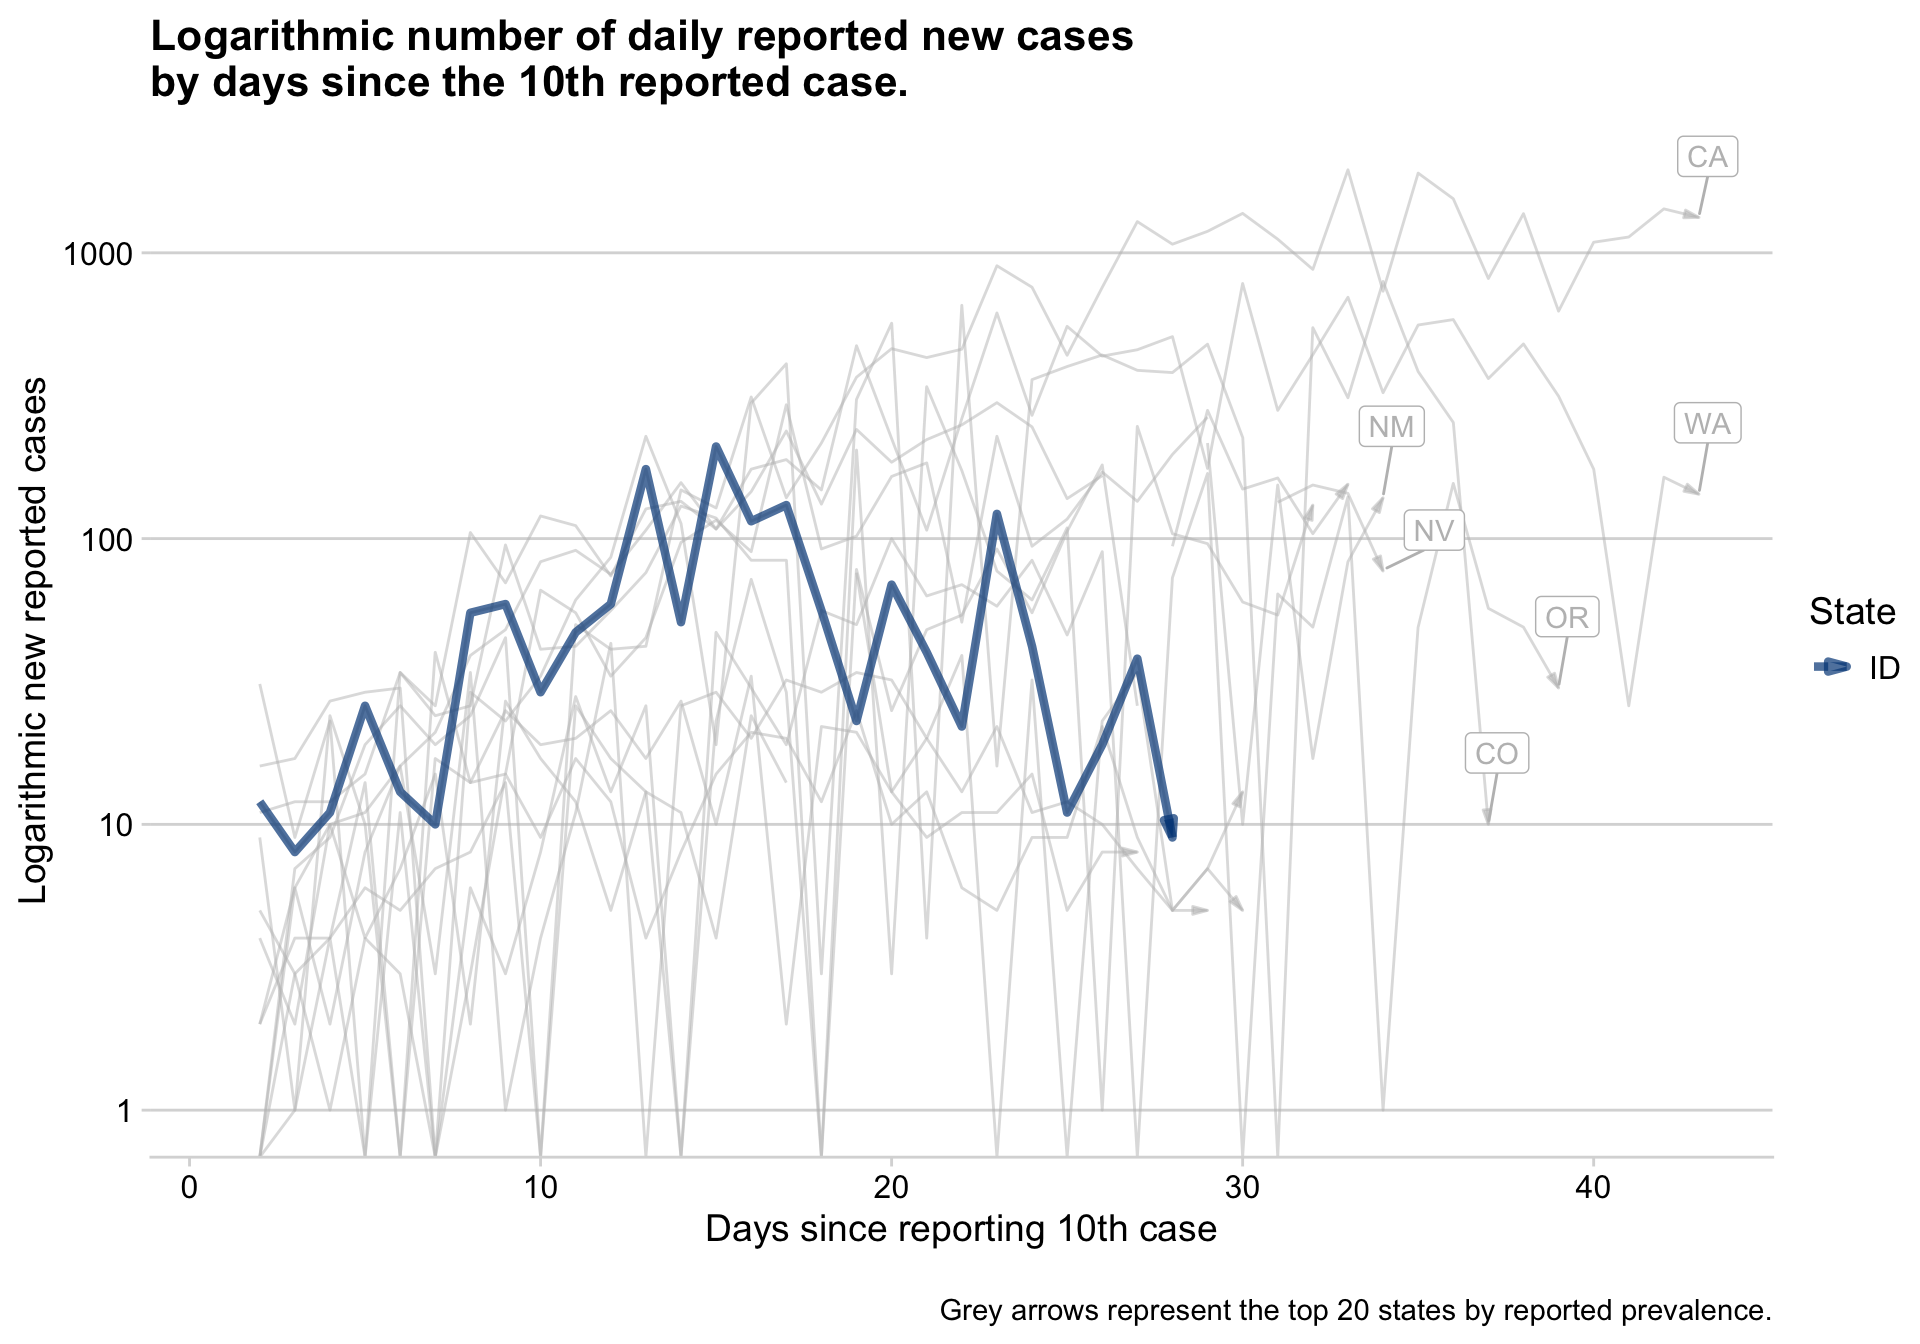 Logarithmic number of daily reported new cases
by days since the 10th reported case.
CA
1000
WA
NM
NV
100
OR
State
ID
CO
10
1
Logarithmic new reported cases
0 10 20 30 40
Days since reporting 10th case
Grey arrows represent the top 20 states by reported prevalence.